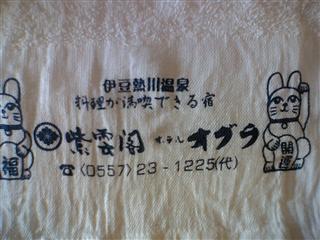 伊豆熱川温泉
料理が満喫できる宿
紫雲閣 ホテルオグラ
☎(0557)23-1225(代)
福
開運